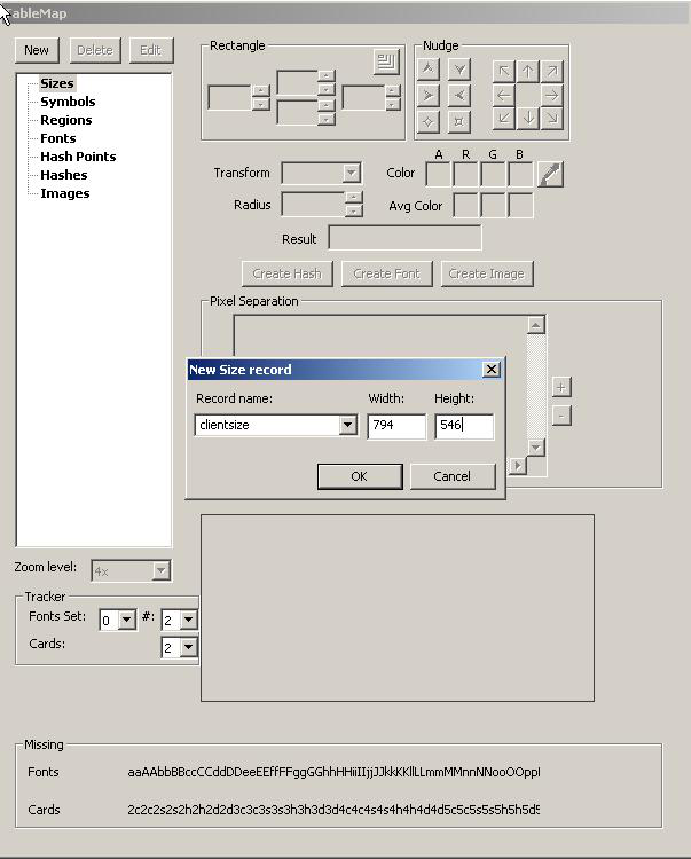 ableMap
New Delete Edit
Sizes
Symbols
Regions
Fonts
Hash Points
Hashes
Images
Rectangle
Nudge
Transform
Color A R G B
Radius
Avg Color
Result
Create Hash Create Font Create Image
Pixel Separation
+
-
New Size record
Record name: Width: Height:
clientsize 794 546
OK Cancel
Zoom level: 4x
Tracker
Fonts Set: 0 #: 2
Cards: 2
Missing
Fonts aaAAbbBBccCCddDDeeEEffFFggGGhhHHiiIIjjJJkkKKllLLmmMMnnNNooOOppI
Cards 2c2c2s2s2h2h2d2d3c3c3s3s3h3h3d3d4c4c4s4s4h4h4d4d5c5c5s5s5h5h5d5